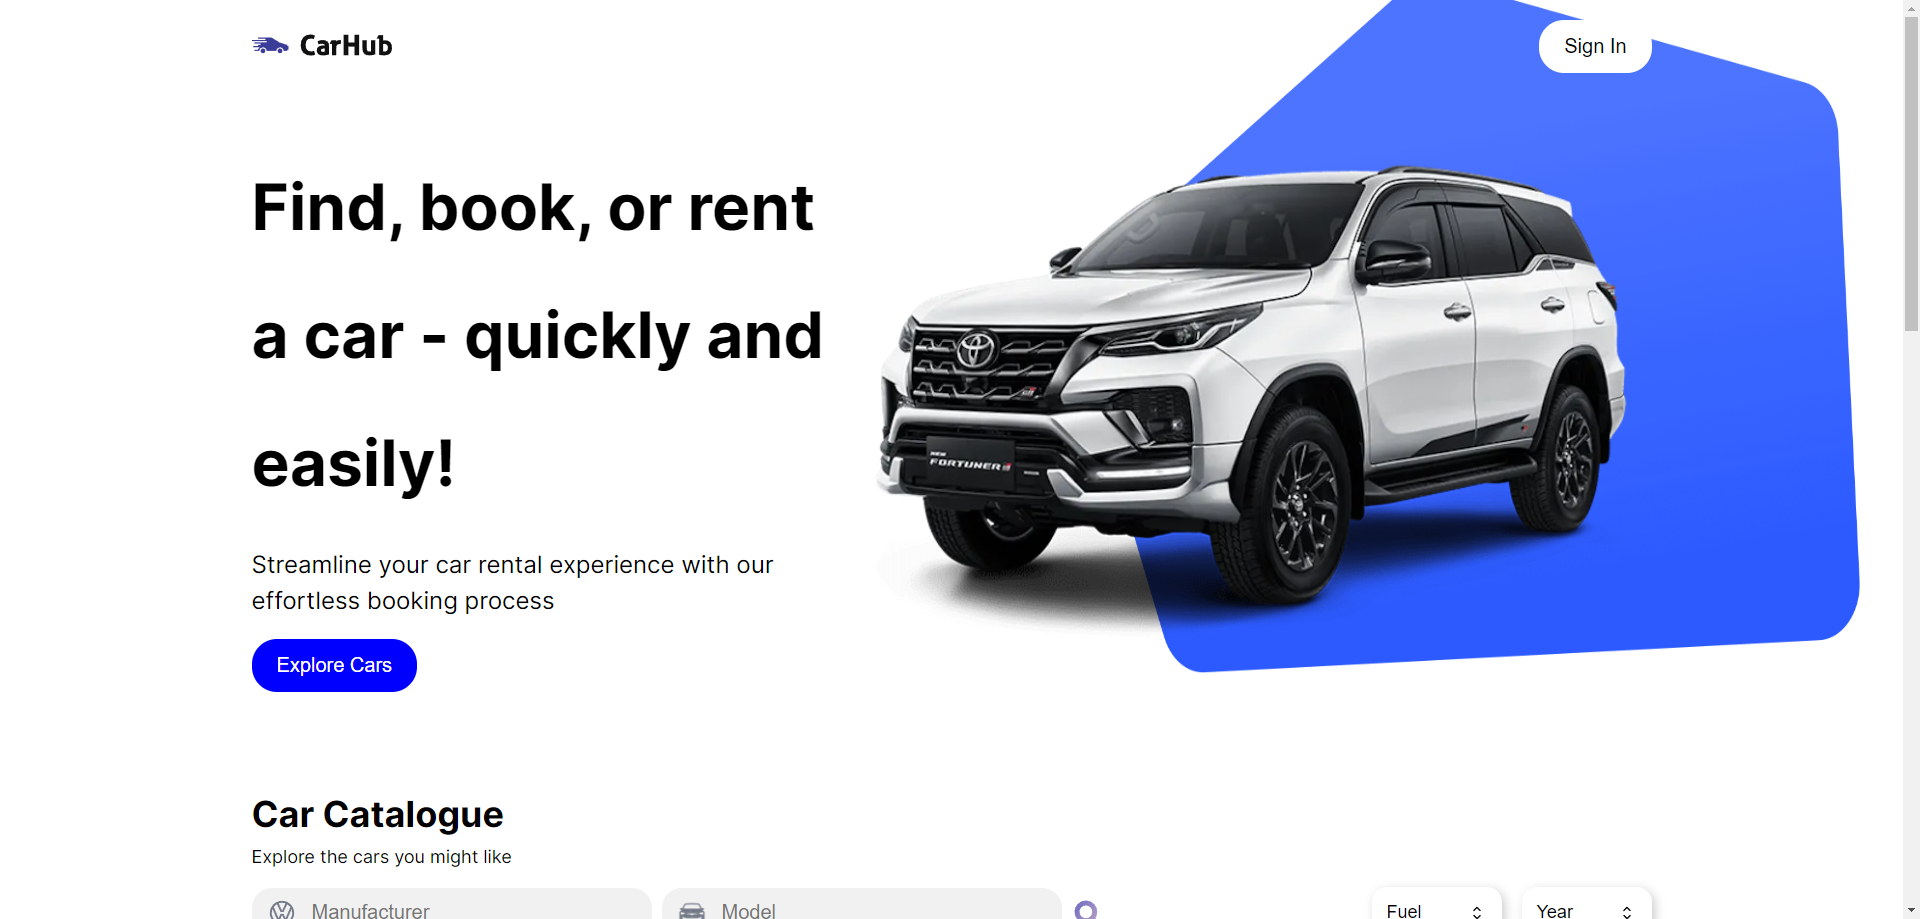 CarHub
Sign In
Find, book, or rent
a car - quickly and
easily!
NEW
FORTUNER
Streamline your car rental experience with our
effortless booking process
Explore Cars
Car Catalogue
Explore the cars you might like
Manufacturer
Model
Fuel
Year